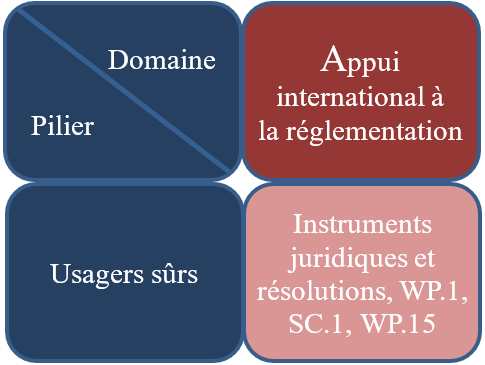 Domaine
Pilier
Appui
international à
la réglementation
Usagers sûrs
Instruments
juridiques et
résolutions, WP.1,
SC.1, WP.15